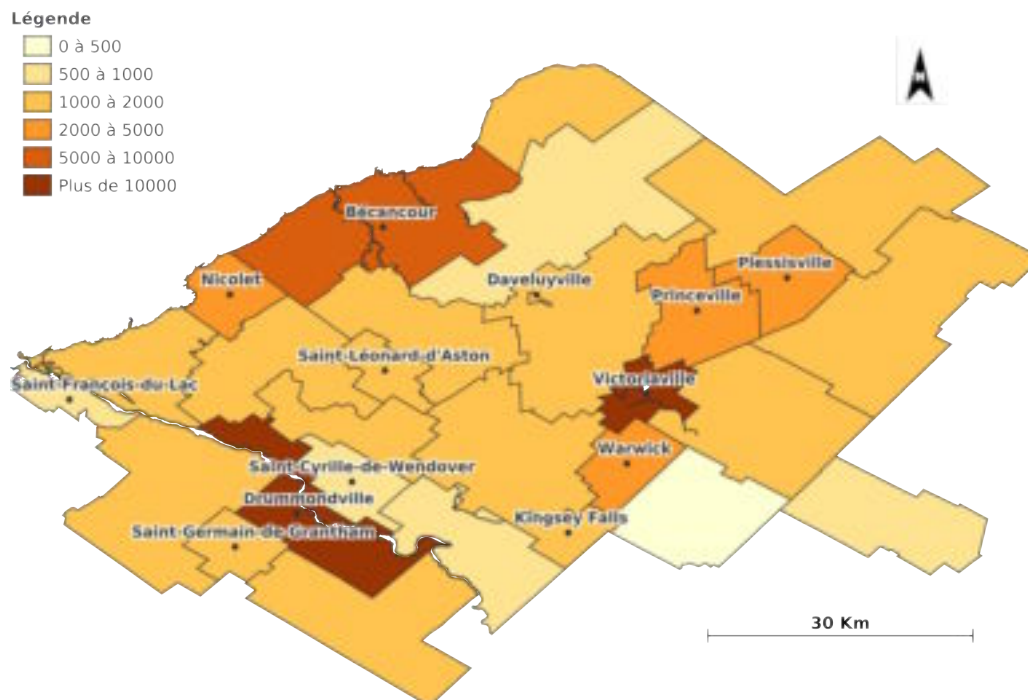 Légende
0 à 500
500 à 1000
1000 à 2000
2000 à 5000
5000 à 10000
Plus de 10000
N
Bécancour
Plessisville
Nicolet
Daveluyville
Princeville
Saint-Léonard-d'Aston
Victoriaville
Saint-François-du-Lac
Warwick
Saint-Cyrille-de-Wendover
Drummondville
Kingsey Falls
Saint-Germain-de-Grantham
30 Km